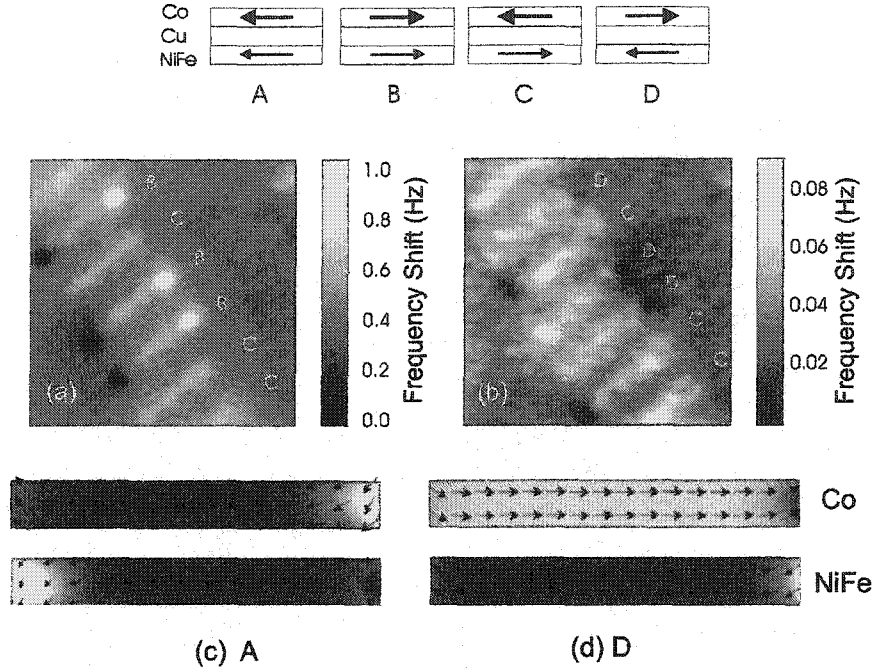 Co
Cu
NiFe
A B C D
B
C
B
B
C
C
(a)
1.0
0.8
0.6
0.4
0.2
0.0
Frequency Shift (Hz)
D
C
D
D
C
C
(b)
0.08
0.06
0.04
0.02
Frequency Shift (Hz)
Co
NiFe
(c) A
(d) D